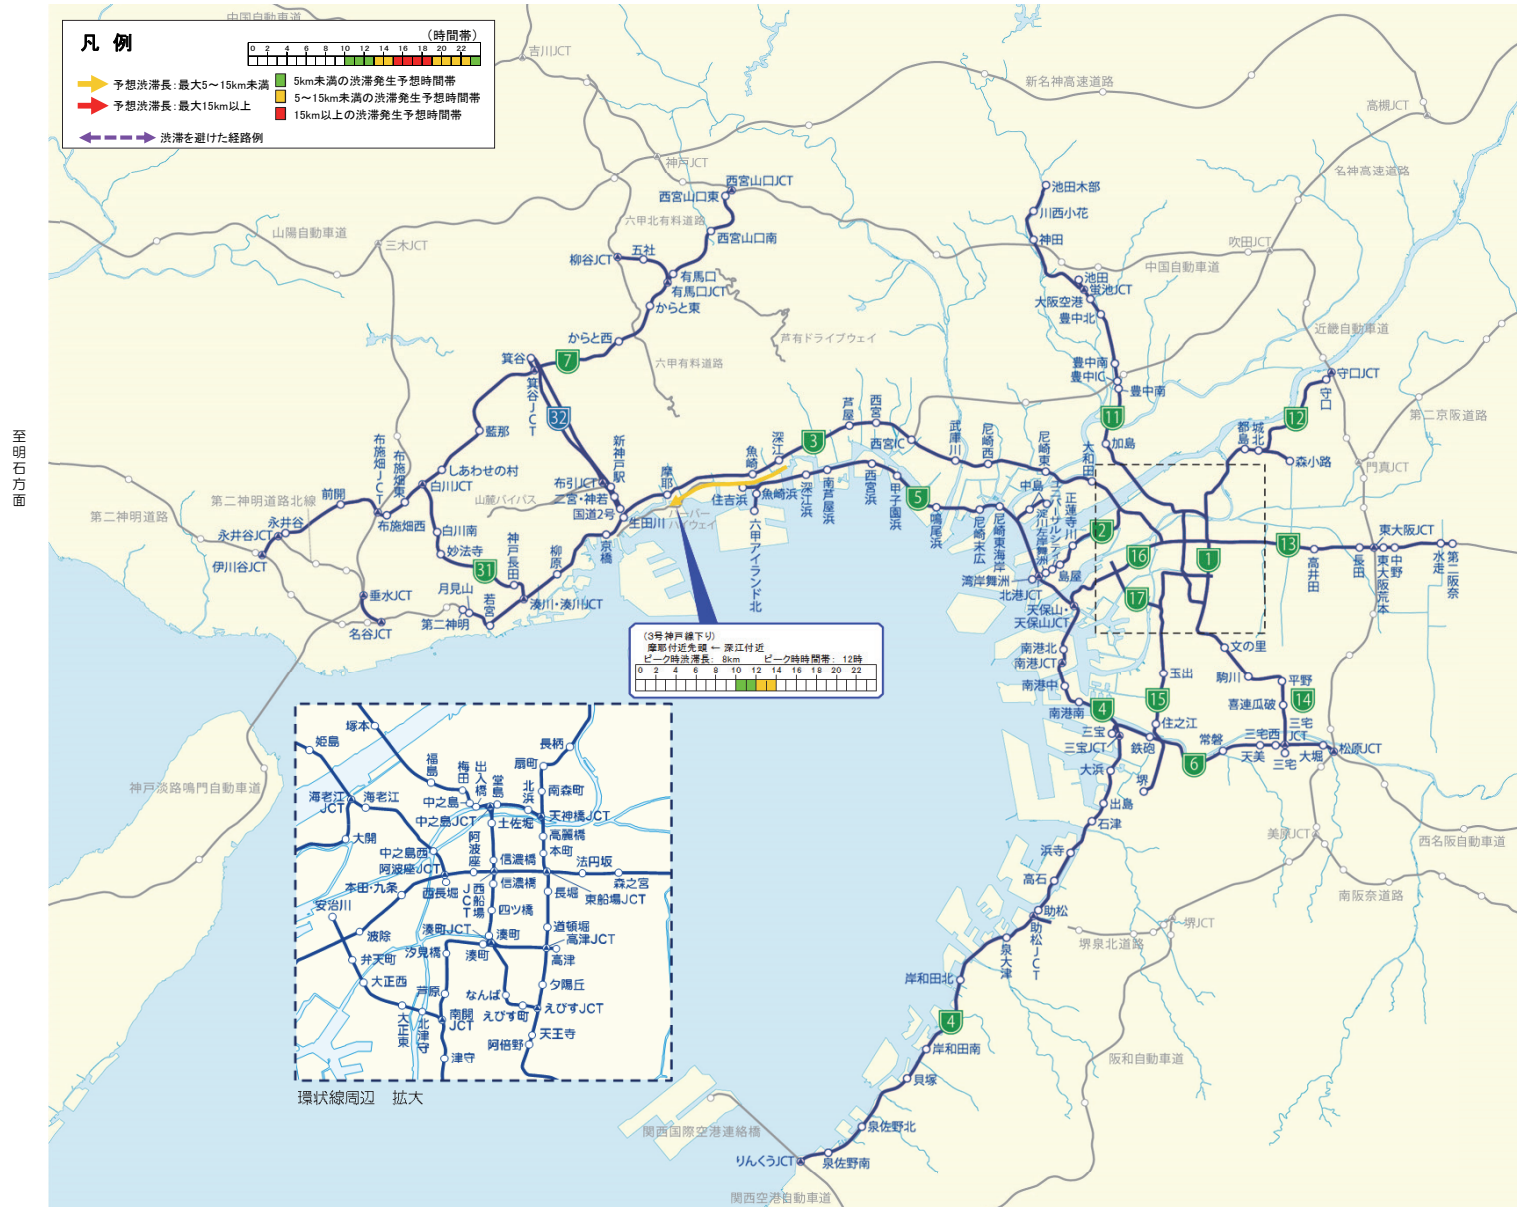 中国自動車道
凡 例
(時間帯)
0 2 4 6 8 10 12 14 16 18 20 22
予想渋滞長:最大5~15km未満
5km未満の渋滞発生予想時間帯
5~15km未満の渋滞発生予想時間帯
予想渋滞長:最大15km以上
15km以上の渋滞発生予想時間帯
渋滞を避けた経路例
吉川JCT
新名神高速道路
高槻JCT
神戸JCT
名神高速道路
西宮山口JCT
西宮山口東
池田木部
川西小花
六甲北有料道路
山陽自動車道
三木JCT
西宮山口南
神田
吹田JCT
五社
柳谷JCT
中国自動車道
有馬口
有馬口JCT
池田
蛍池JCT
大阪空港
からと東
豊中北
近畿自動車道
からと西
芦有ドライブウェイ
箕谷
7
六甲有料道路
豊中南
豊中IC
豊中南
守口JCT
守口
箕谷JCT
32
11
12
第二京阪道路
芦屋
西宮
藍那
布施畑JCT
布施畑東
新神戸駅
深江
3
西宮IC
武庫川
尼崎西
尼崎東
大和田
加島
都島
城北
森小路
門真JCT
至明石方面
しあわせの村
白川JCT
魚崎
摩耶
布引JCT
山麓バイパス
二宮・神若
国道2号
生田川
ハーバーハイウェイ
住吉浜
魚崎浜
深江浜
南芦屋浜
西宮浜
甲子園浜
5
鳴尾浜
尼崎末広
尼崎東海岸
中島
ユニバーサルシティ
淀川左岸舞洲
正蓮寺川
2
第二神明道路北線
前開
第二神明道路
永井谷
永井谷JCT
伊川谷JCT
布施畑西
白川南
妙法寺
神戸長田
柳原
京橋
六甲アイランド北
31
月見山
若宮
第二神明
湊川・湊川JCT
垂水JCT
名谷JCT
湾岸舞洲
北港JCT
島屋
天保山・
天保山JCT
16
17
1
13
高井田
長田
東大阪JCT
中野
東大阪荒本
水走
第二阪奈
(3号神戸線下り)
摩耶付近先頭 ← 深江付近
ピーク時渋滞長: 8km ピーク時時間帯: 12時
0 2 4 6 8 10 12 14 16 18 20 22
南港北
南港JCT
南港中
南港南
4
三宝
三宝JCT
大浜
文の里
駒川
平野
喜連瓜破
14
玉出
15
住之江
鉄砲
堺
6
常磐
天美
三宅西
三宅JCT
三宅
大堀
松原JCT
出島
石津
浜寺
高石
助松
助松JCT
泉大津
美原JCT
西名阪自動車道
南阪奈道路
堺JCT
堺泉北道路
岸和田北
4
岸和田南
阪和自動車道
貝塚
泉佐野北
泉佐野南
りんくうJCT
関西国際空港連絡橋
関西空港自動車道
神戸淡路鳴門自動車道
塚本
姫島
長柄
扇町
福島
梅田
出入橋
堂島
北浜
南森町
海老江JCT
海老江
中之島
中之島JCT
土佐堀
天神橋JCT
高麗橋
大開
中之島西
阿波座JCT
阿波座
信濃橋
信濃橋
本町
法円坂
森之宮
本田・九条
西長堀
西船場JCT
長堀
東船場JCT
安治川
四ツ橋
波除
湊町JCT
湊町
湊町
道頓堀
高津JCT
高津
汐見橋
弁天町
大正西
芦原
なんば
夕陽丘
えびす町
えびすJCT
大正東
北津守
南開JCT
天王寺
阿倍野
津守
環状線周辺 拡大